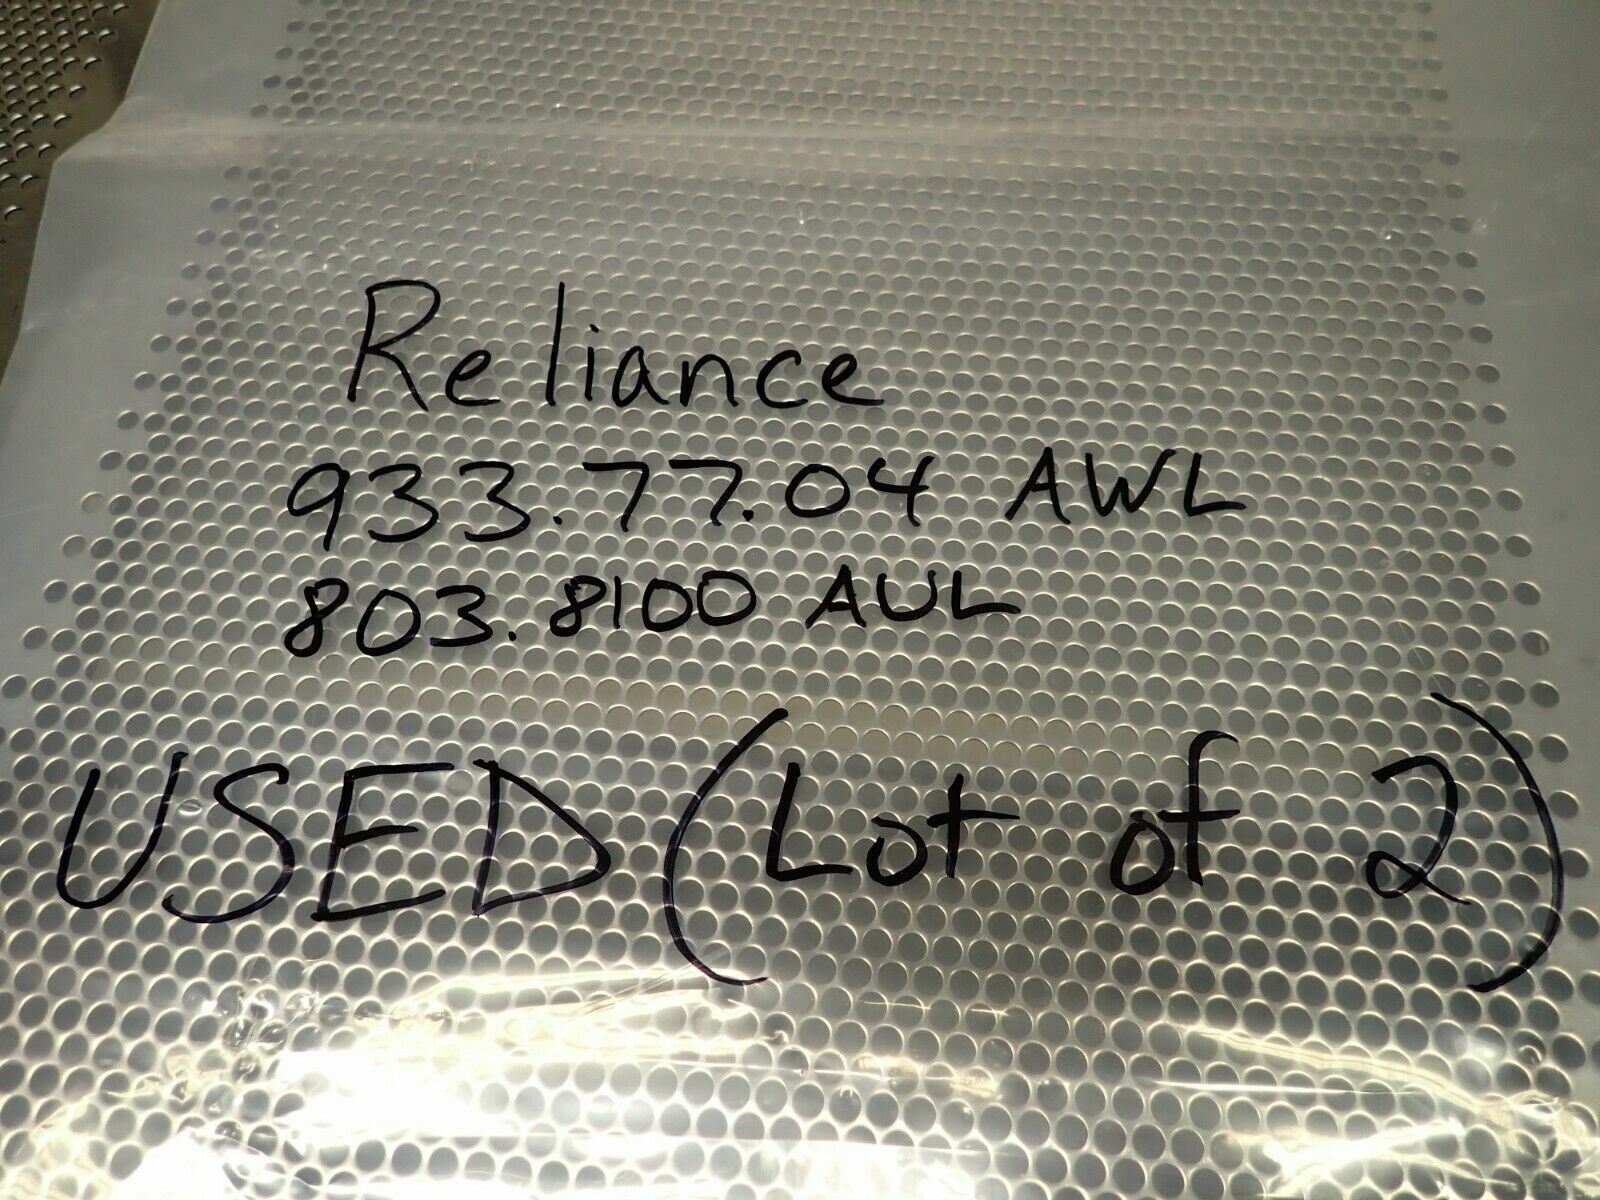 Reliance
933.77.04 AWL
803.8100 AUL
USED (Lot of 2)